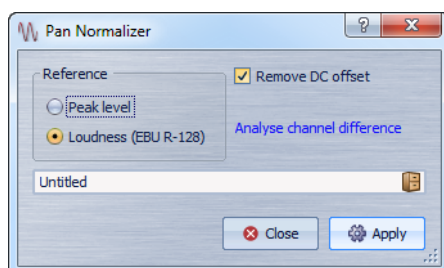 Pan Normalizer
Reference
Peak level
Loudness (EBU R-128)
Remove DC offset
Analyse channel difference
Untitled
Close
Apply